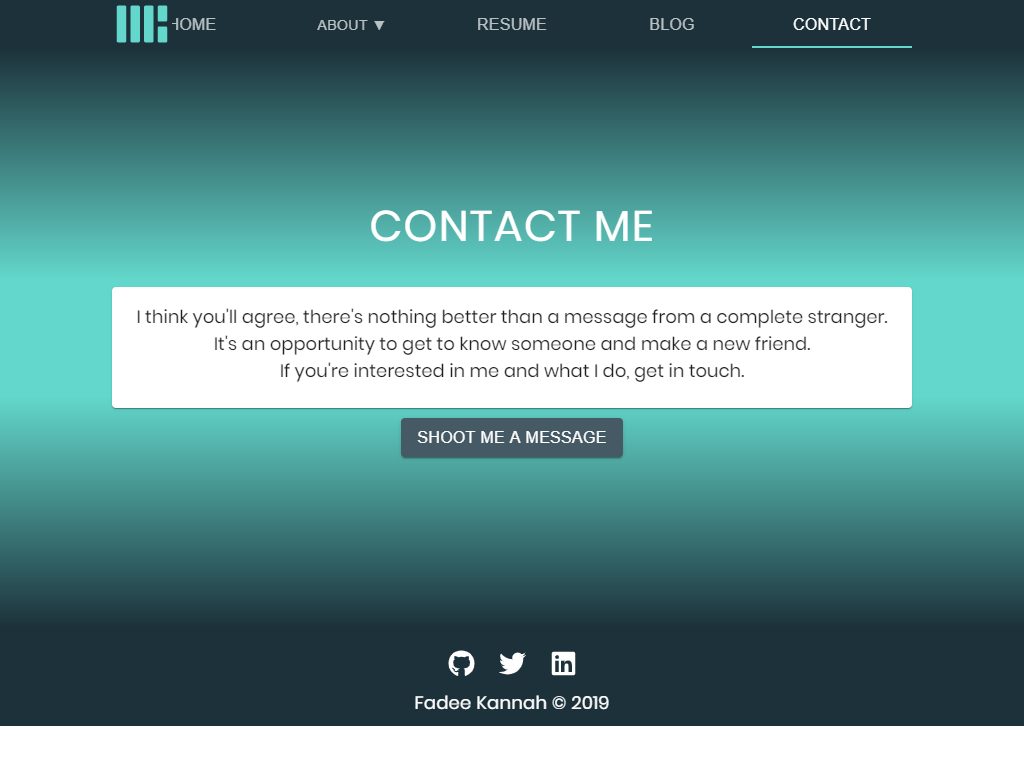 HOME
ABOUT ▼
RESUME
BLOG
CONTACT
CONTACT ME
I think you'll agree, there's nothing better than a message from a complete stranger.
It's an opportunity to get to know someone and make a new friend.
If you're interested in me and what I do, get in touch.
SHOOT ME A MESSAGE
Fadee Kannah © 2019